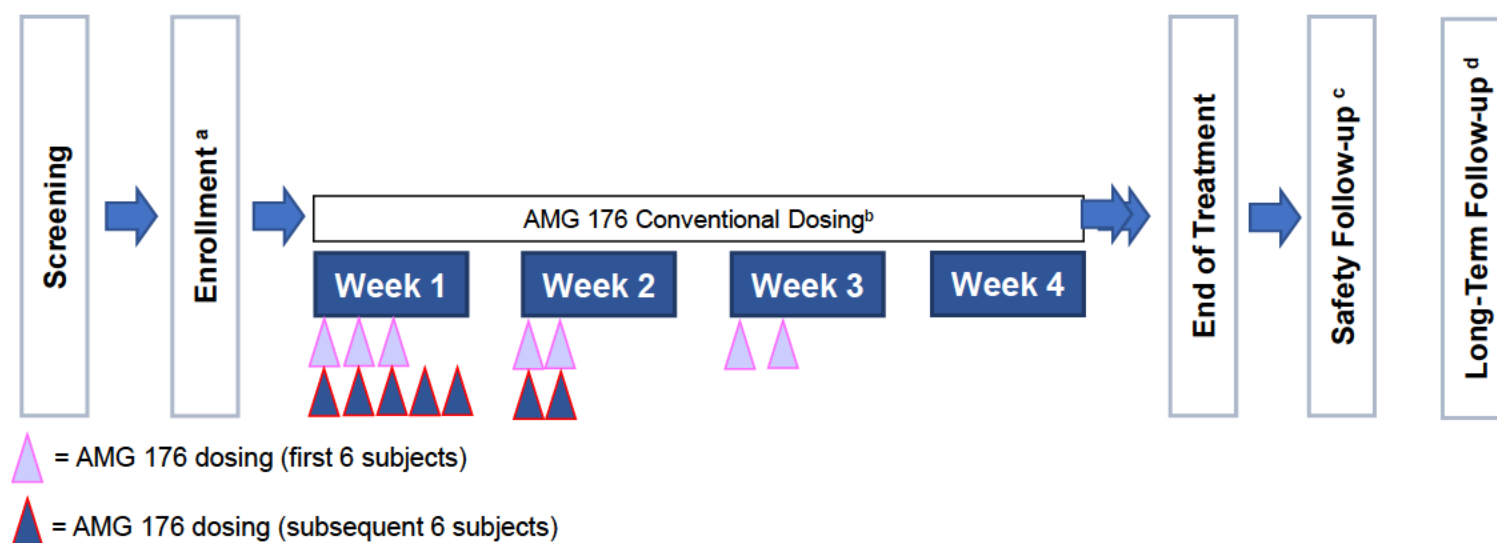 Screening
Enrollment a
AMG 176 Conventional Dosingb
Week 1
Week 2
Week 3
Week 4
End of Treatment
Safety Follow-up c
Long-Term Follow-up d
= AMG 176 dosing (first 6 subjects)
= AMG 176 dosing (subsequent 6 subjects)